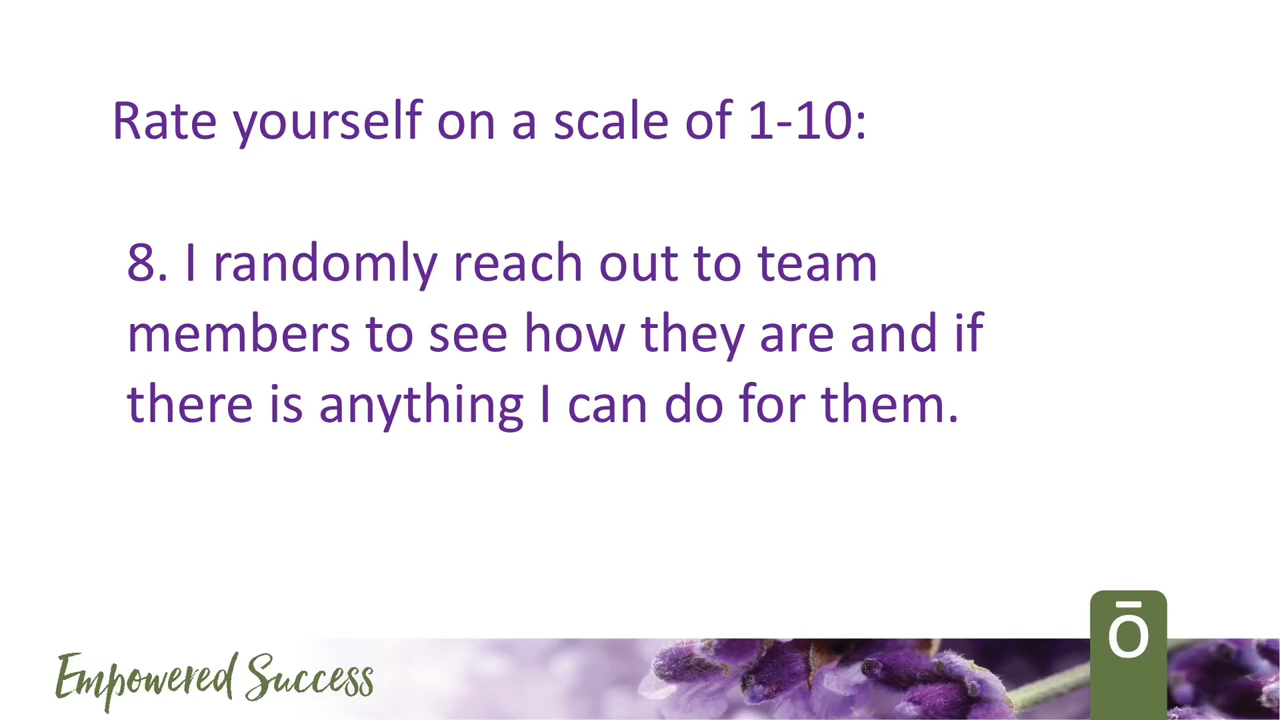 Rate yourself on a scale of 1-10:
8. I randomly reach out to team
members to see how they are and if
there is anything I can do for them.
Empowered Success
ō